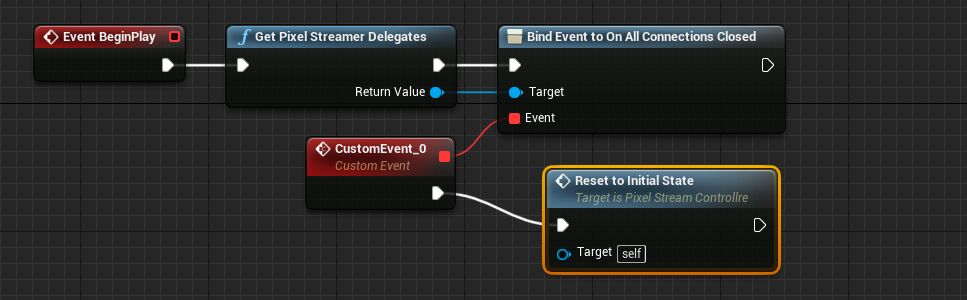 Event BeginPlay
Get Pixel Streamer Delegates
Return Value
Bind Event to On All Connections Closed
Target
Event
CustomEvent_0
Custom Event
Reset to Initial State
Target is Pixel Stream Controllre
Target self